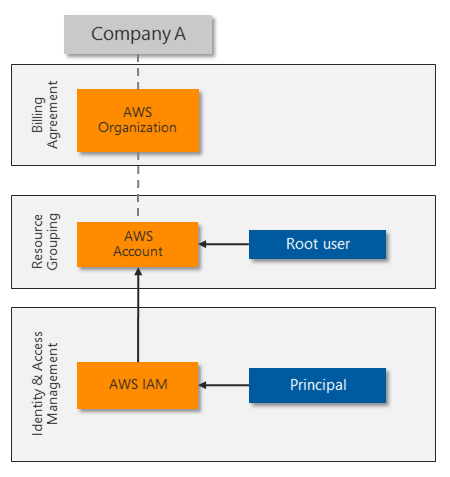 Company A
Billing
Agreement
AWS
Organization
Resource
Grouping
AWS
Account
Root user
Identity & Access
Management
AWS IAM
Principal